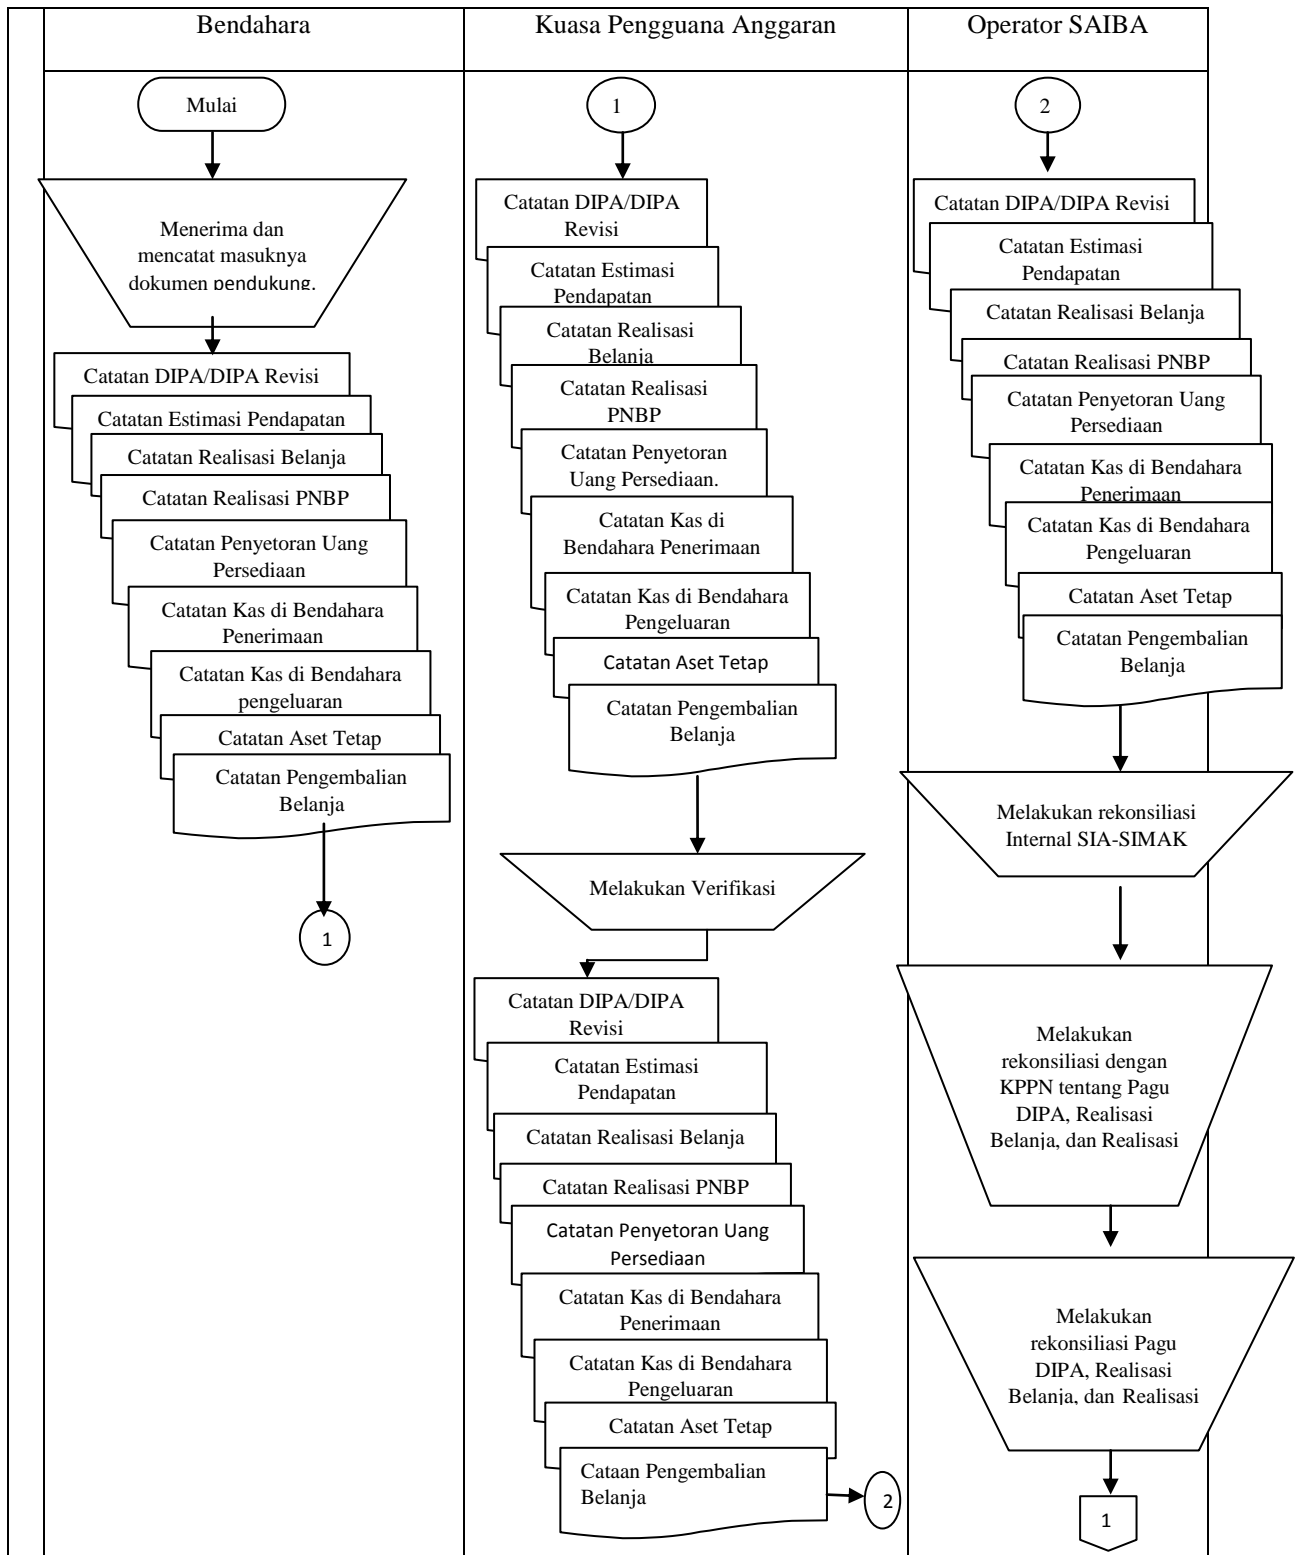 Bendahara
Kuasa Pengguana Anggaran
Operator SAIBA
Mulai
Menerima dan
mencatat masuknya
dokumen pendukung.
Catatan DIPA/DIPA Revisi
Catatan Estimasi Pendapatan
Catatan Realisasi Belanja
Catatan Realisasi PNBP
Catatan Penyetoran Uang
Persediaan
Catatan Kas di Bendahara
Penerimaan
Catatan Kas di Bendahara
pengeluaran
Catatan Aset Tetap
Catatan Pengembalian
Belanja
1
1
Catatan DIPA/DIPA
Revisi
Catatan Estimasi
Pendapatan
Catatan Realisasi
Belanja
Catatan Realisasi
PNBP
Catatan Penyetoran
Uang Persediaan.
Catatan Kas di
Bendahara Penerimaan
Catatan Kas di Bendahara
Pengeluaran
Catatan Aset Tetap
Catatan Pengembalian
Belanja
Melakukan Verifikasi
Catatan DIPA/DIPA
Revisi
Catatan Estimasi
Pendapatan
Catatan Realisasi Belanja
Catatan Realisasi PNBP
Catatan Penyetoran Uang
Persediaan
Catatan Kas di Bendahara
Penerimaan
Catatan Kas di Bendahara
Pengeluaran
Catatan Aset Tetap
Cataan Pengembalian
Belanja
2
2
Catatan DIPA/DIPA Revisi
Catatan Estimasi
Pendapatan
Catatan Realisasi Belanja
Catatan Realisasi PNBP
Catatan Penyetoran Uang
Persediaan
Catatan Kas di Bendahara
Penerimaan
Catatan Kas di Bendahara
Pengeluaran
Catatan Aset Tetap
Catatan Pengembalian
Belanja
Melakukan rekonsiliasi
Internal SIA-SIMAK
Melakukan
rekonsiliasi dengan
KPPN tentang Pagu
DIPA, Realisasi
Belanja, dan Realisasi
Melakukan
rekonsiliasi Pagu
DIPA, Realisasi
Belanja, dan Realisasi
1